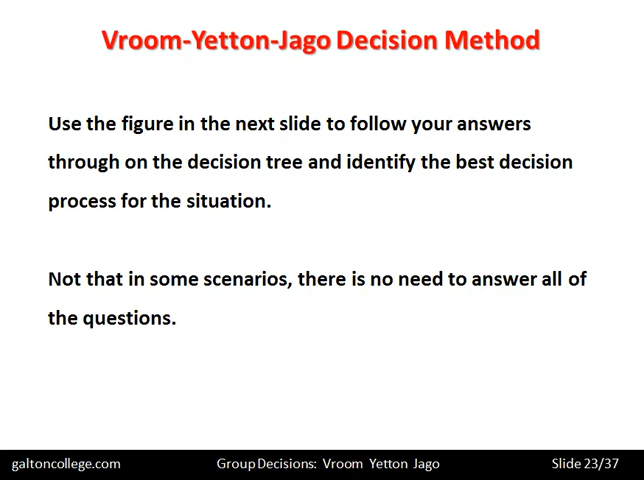 Vroom-Yetton-Jago Decision Method
Use the figure in the next slide to follow your answers
through on the decision tree and identify the best decision
process for the situation.
Not that in some scenarios, there is no need to answer all of
the questions.
galtoncollege.com Group Decisions: Vroom Yetton Jago Slide 23/37